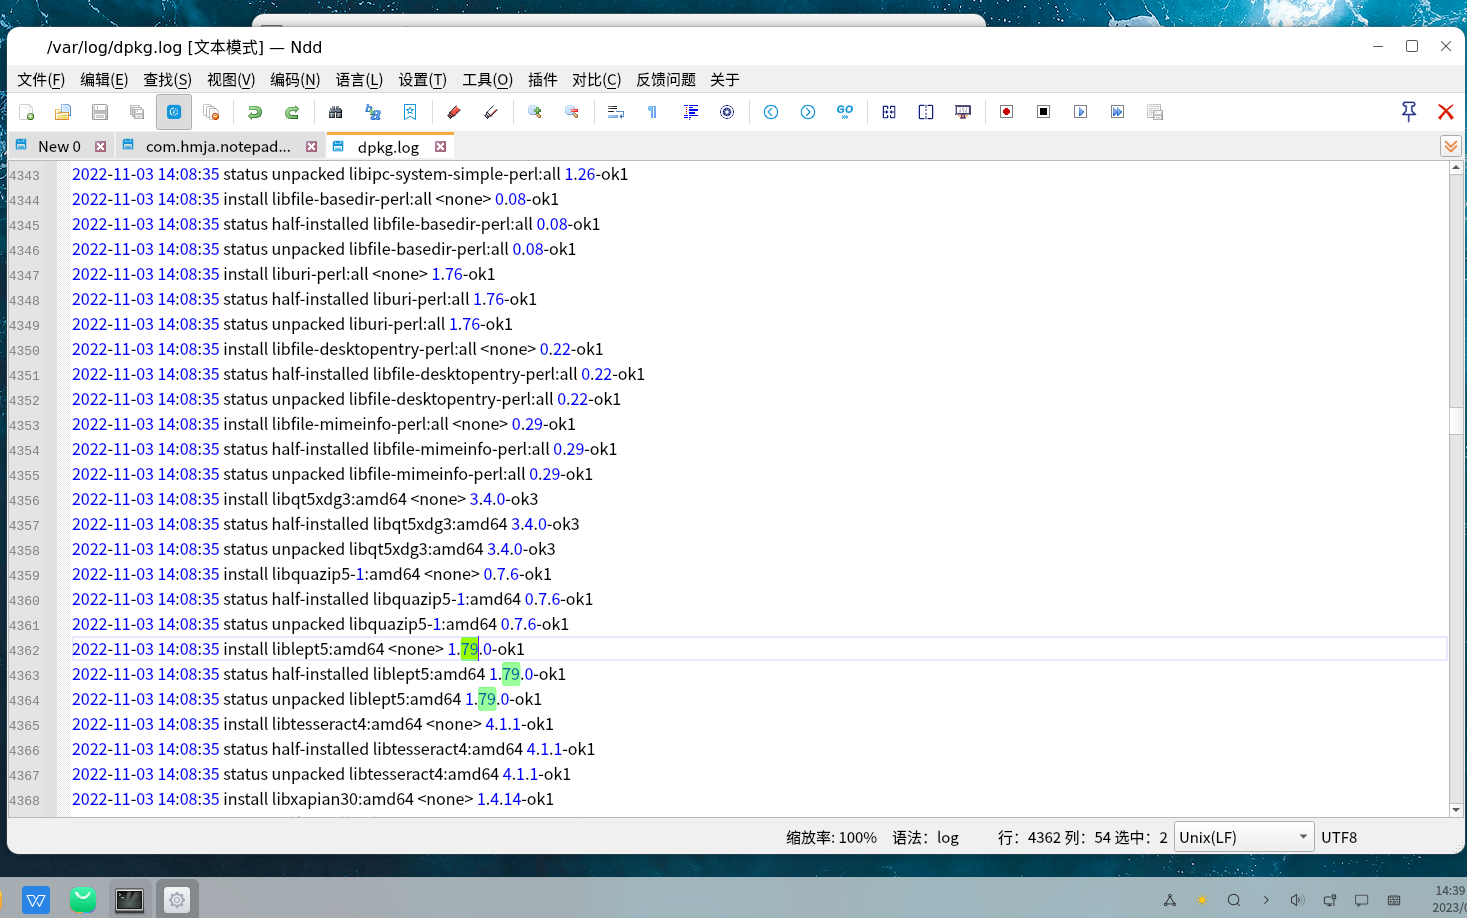 /var/log/dpkg.log [文本模式] — Ndd
文件(F) 编辑(E) 查找(S) 视图(V) 编码(N) 语言(L) 设置(T) 工具(O) 插件 对比(C) 反馈问题 关于
New 0 com.hmja.notepad... dpkg.log
4343 2022-11-03 14:08:35 status unpacked libipc-system-simple-perl:all 1.26-ok1
4344 2022-11-03 14:08:35 install libfile-basedir-perl:all <none> 0.08-ok1
4345 2022-11-03 14:08:35 status half-installed libfile-basedir-perl:all 0.08-ok1
4346 2022-11-03 14:08:35 status unpacked libfile-basedir-perl:all 0.08-ok1
4347 2022-11-03 14:08:35 install liburi-perl:all <none> 1.76-ok1
4348 2022-11-03 14:08:35 status half-installed liburi-perl:all 1.76-ok1
4349 2022-11-03 14:08:35 status unpacked liburi-perl:all 1.76-ok1
4350 2022-11-03 14:08:35 install libfile-desktopentry-perl:all <none> 0.22-ok1
4351 2022-11-03 14:08:35 status half-installed libfile-desktopentry-perl:all 0.22-ok1
4352 2022-11-03 14:08:35 status unpacked libfile-desktopentry-perl:all 0.22-ok1
4353 2022-11-03 14:08:35 install libfile-mimeinfo-perl:all <none> 0.29-ok1
4354 2022-11-03 14:08:35 status half-installed libfile-mimeinfo-perl:all 0.29-ok1
4355 2022-11-03 14:08:35 status unpacked libfile-mimeinfo-perl:all 0.29-ok1
4356 2022-11-03 14:08:35 install libqt5xdg3:amd64 <none> 3.4.0-ok3
4357 2022-11-03 14:08:35 status half-installed libqt5xdg3:amd64 3.4.0-ok3
4358 2022-11-03 14:08:35 status unpacked libqt5xdg3:amd64 3.4.0-ok3
4359 2022-11-03 14:08:35 install libquazip5-1:amd64 <none> 0.7.6-ok1
4360 2022-11-03 14:08:35 status half-installed libquazip5-1:amd64 0.7.6-ok1
4361 2022-11-03 14:08:35 status unpacked libquazip5-1:amd64 0.7.6-ok1
4362 2022-11-03 14:08:35 install liblept5:amd64 <none> 1.79.0-ok1
4363 2022-11-03 14:08:35 status half-installed liblept5:amd64 1.79.0-ok1
4364 2022-11-03 14:08:35 status unpacked liblept5:amd64 1.79.0-ok1
4365 2022-11-03 14:08:35 install libtesseract4:amd64 <none> 4.1.1-ok1
4366 2022-11-03 14:08:35 status half-installed libtesseract4:amd64 4.1.1-ok1
4367 2022-11-03 14:08:35 status unpacked libtesseract4:amd64 4.1.1-ok1
4368 2022-11-03 14:08:35 install libxapian30:amd64 <none> 1.4.14-ok1
缩放率: 100% 语法：log 行：4362 列：54 选中：2 Unix(LF) UTF8
14:39
2023/